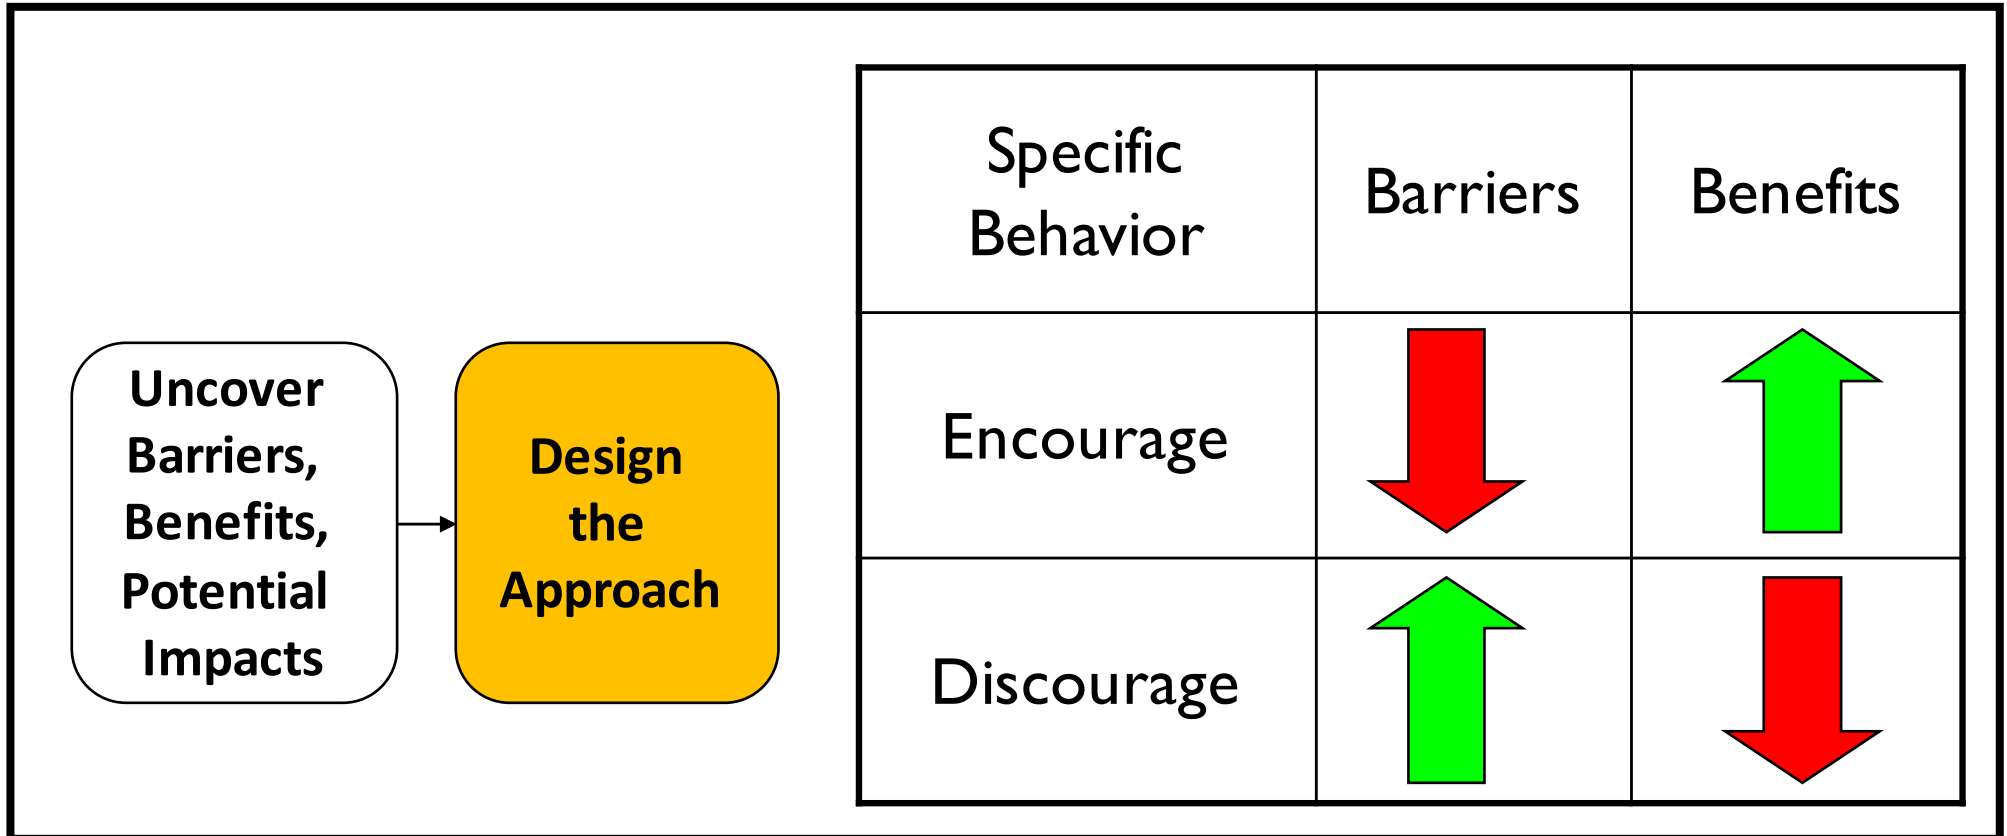 Uncover
Barriers,
Benefits,
Potential
Impacts
Design
the
Approach
Specific
Behavior
Barriers
Benefits
Encourage
Discourage